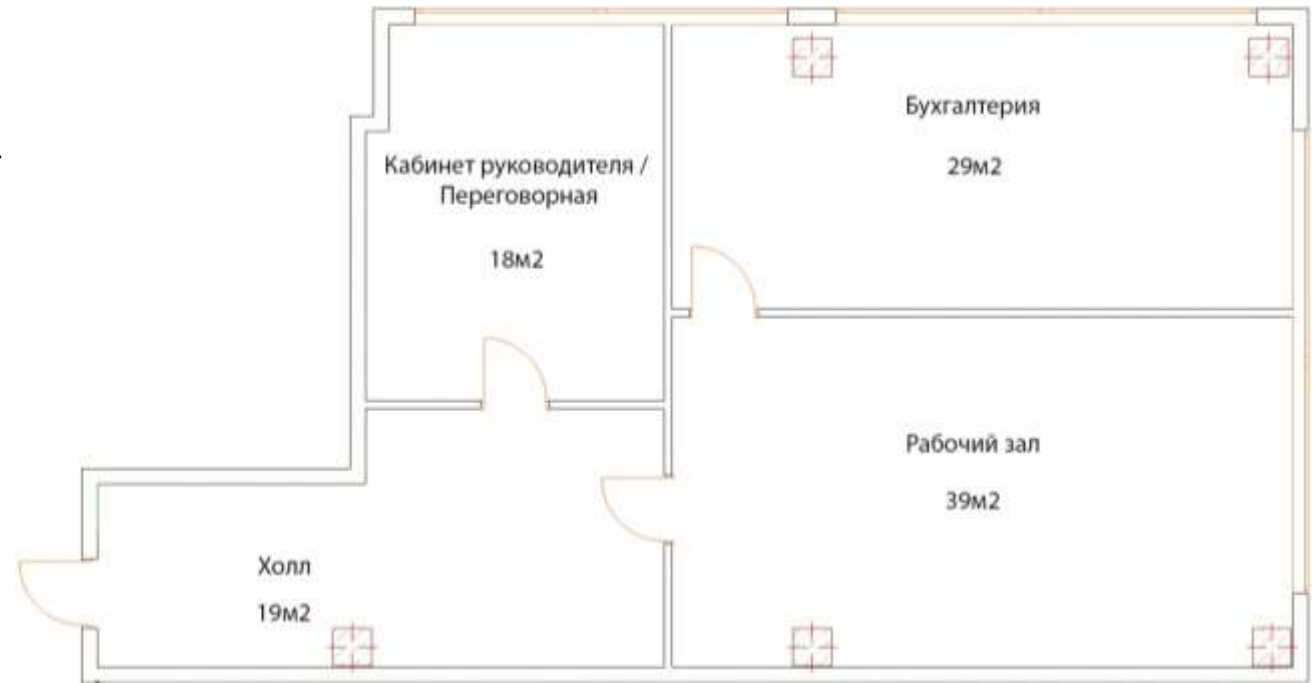 Бухгалтерия
29м2
Кабинет руководителя /
Переговорная
18м2
Рабочий зал
39м2
Холл
19м2